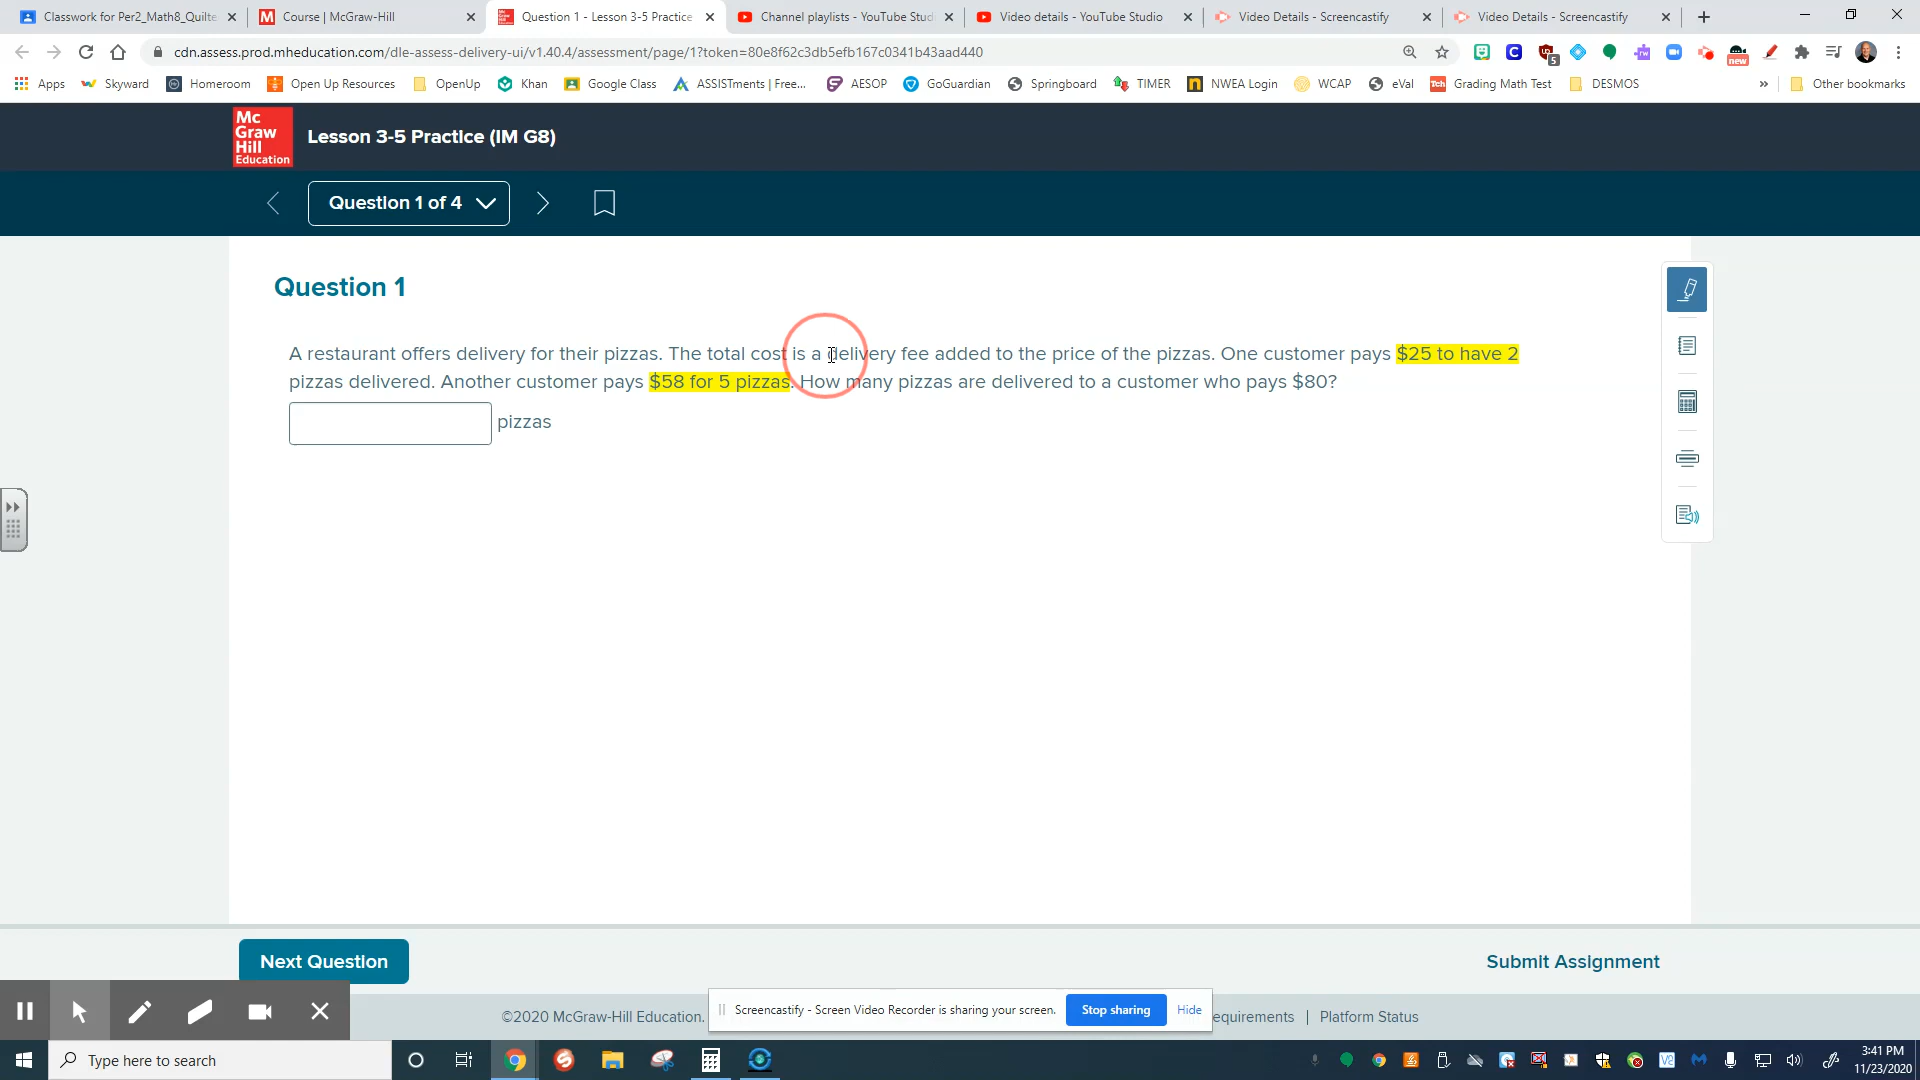 Classwork for Per2_Math8_Quilte
Course | McGraw-Hill
Question 1 - Lesson 3-5 Practice
Channel playlists - YouTube Stud
Video details - YouTube Studio
Video Details - Screencastify
Video Details - Screencastify
cdn.assess.prod.mheducation.com/dle-assess-delivery-ui/v1.40.4/assessment/page/1?token=80e8f62c3db5efb167c0341b43aad440
5
new
Apps
Skyward
Homeroom
Open Up Resources
OpenUp
Khan
Google Class
ASSISTments | Free...
AESOP
GoGuardian
Springboard
TIMER
NWEA Login
WCAP
eVal
Tch
Grading Math Test
DESMOS
»
Other bookmarks
Mc
Graw
Hill
Education
Lesson 3-5 Practice (IM G8)
Question 1 of 4
Question 1
A restaurant offers delivery for their pizzas. The total cost is a delivery fee added to the price of the pizzas. One customer pays $25 to have 2
pizzas delivered. Another customer pays $58 for 5 pizzas. How many pizzas are delivered to a customer who pays $80?
pizzas
Next Question
Submit Assignment
©2020 McGraw-Hill Education.
Screencastify - Screen Video Recorder is sharing your screen.
Stop sharing
Hide
equirements | Platform Status
Type here to search
3:41 PM
11/23/2020